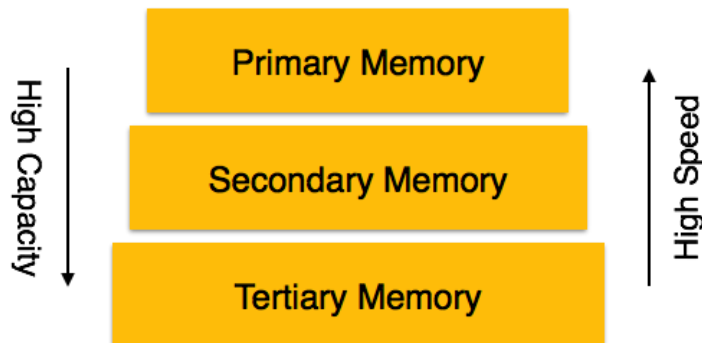 Primary Memory
High Capacity
Secondary Memory
High Speed
Tertiary Memory